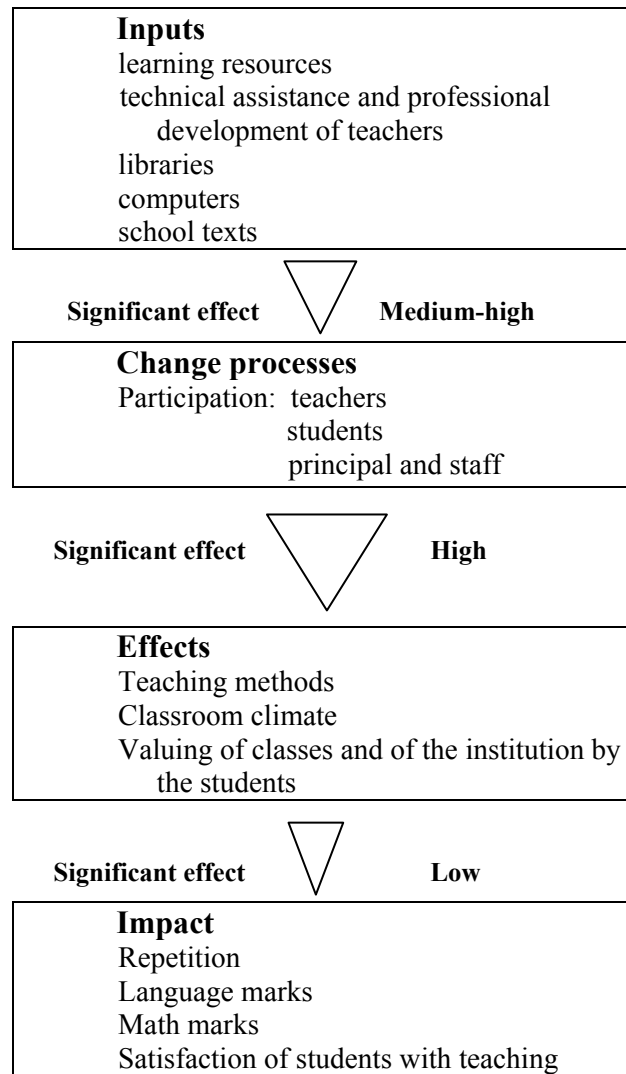 Inputs
learning resources
technical assistance and professional
development of teachers
libraries
computers
school texts
Significant effect Medium-high
Change processes
Participation: teachers
students
principal and staff
Significant effect High
Effects
Teaching methods
Classroom climate
Valuing of classes and of the institution by
the students
Significant effect Low
Impact
Repetition
Language marks
Math marks
Satisfaction of students with teaching